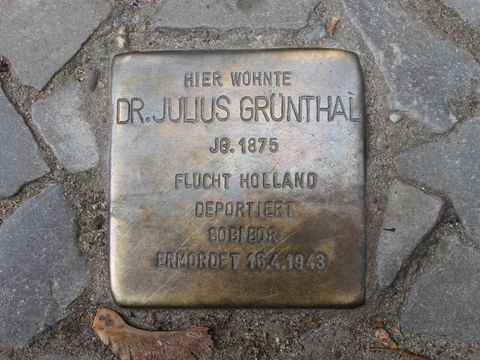 HIER WOHNTE
DR. JULIUS GRÜNTHAL
JG. 1875
FLUCHT HOLLAND
DEPORTIERT
SOBIBOR
ERMORDET 16.4.1943